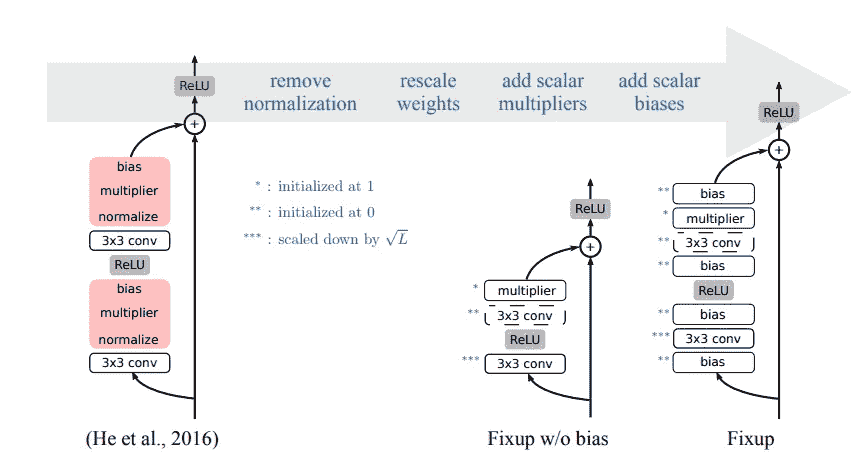 remove
normalization
rescale
weights
add scalar
multipliers
add scalar
biases
* : initialized at 1
** : initialized at 0
*** : scaled down by √L
ReLU
+
bias
multiplier
normalize
3x3 conv
ReLU
bias
multiplier
normalize
3x3 conv
(He et al., 2016)
ReLU
+
* multiplier
** 3x3 conv
ReLU
*** 3x3 conv
Fixup w/o bias
ReLU
+
** bias
* multiplier
** 3x3 conv
** bias
ReLU
** bias
*** 3x3 conv
** bias
Fixup